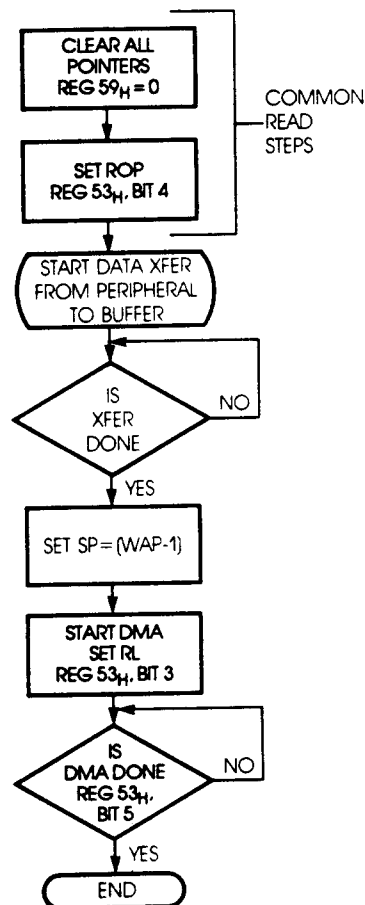 CLEAR ALL
POINTERS
REG 59H = 0
COMMON
READ
STEPS
SET ROP
REG 53H, BIT 4
START DATA XFER
FROM PERIPHERAL
TO BUFFER
IS
XFER
DONE
NO
YES
SET SP = (WAP-1)
START DMA
SET RL
REG 53H, BIT 3
IS
DMA DONE
REG 53H,
BIT 5
NO
YES
END